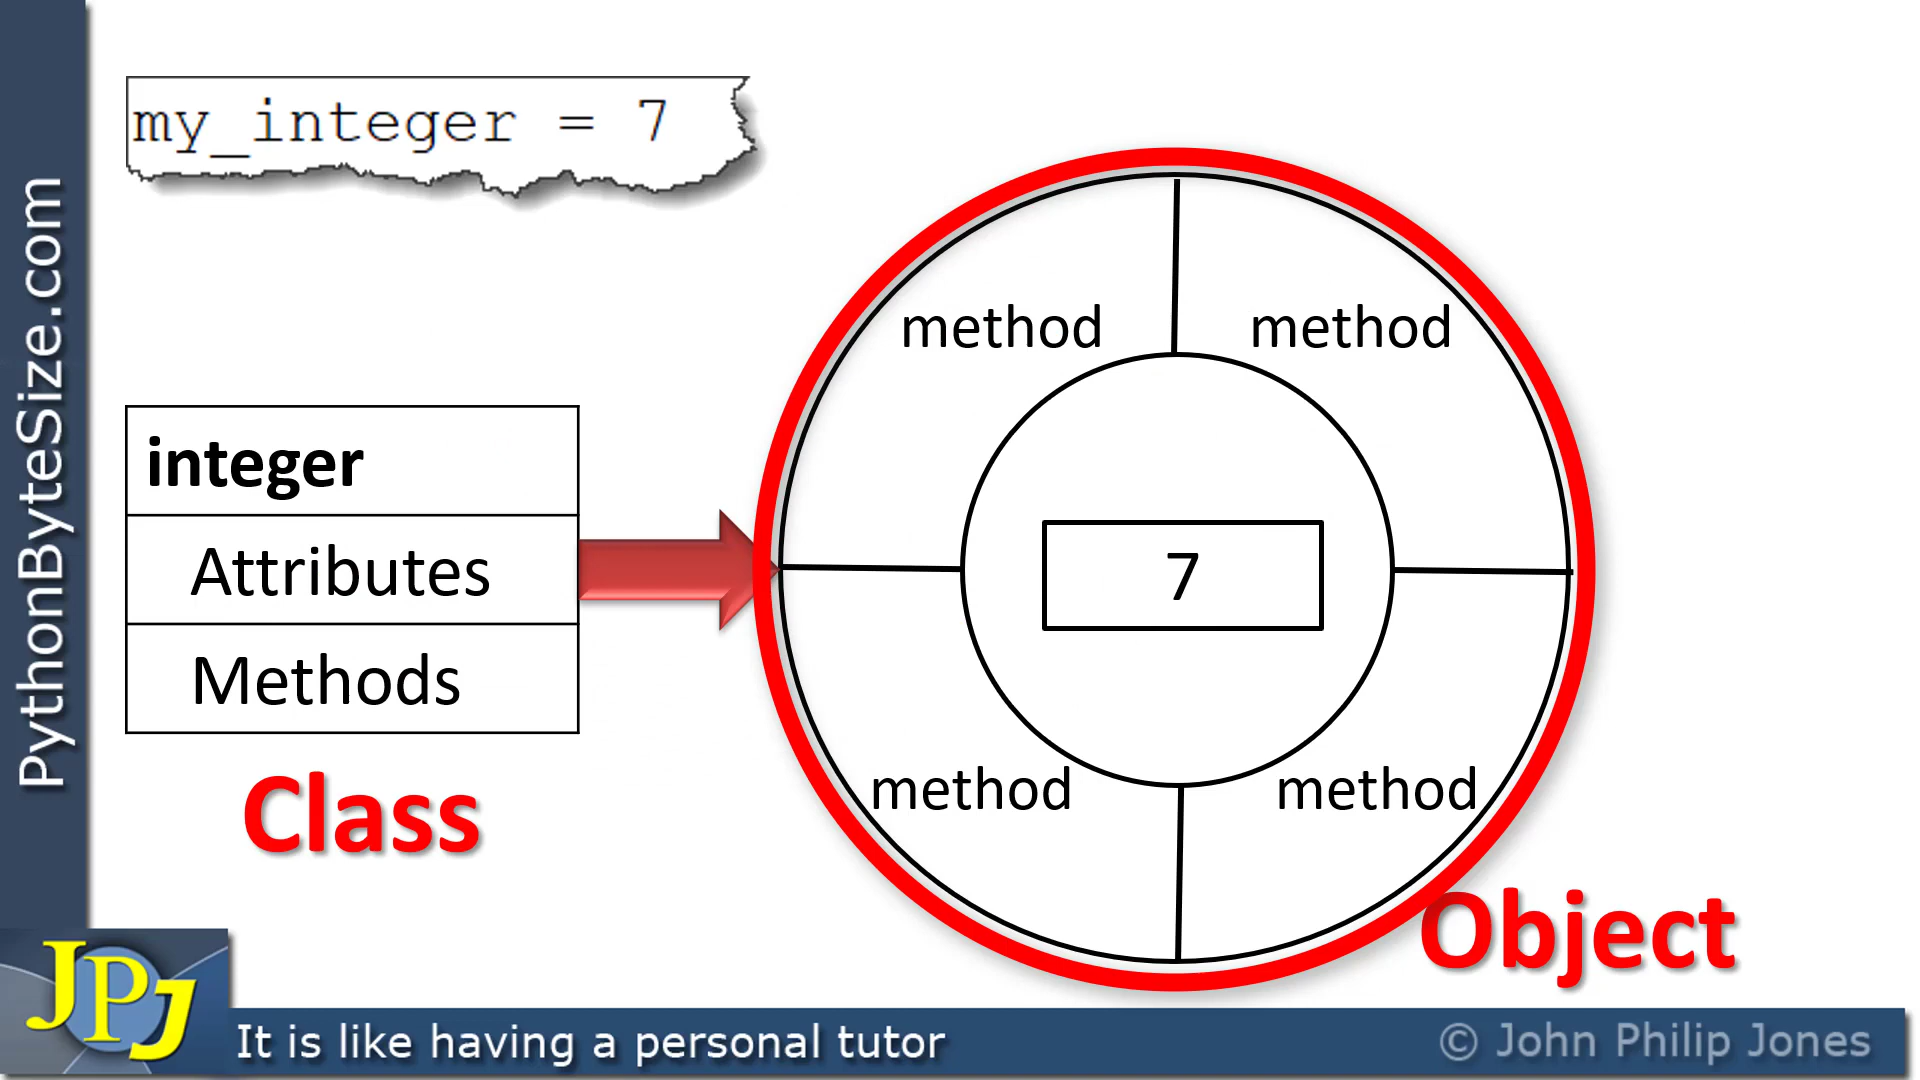 my_integer = 7
PythonByteSize.com
method
method
integer
Attributes
Methods
7
Class
method
method
Object
JPJ
It is like having a personal tutor
© John Philip Jones